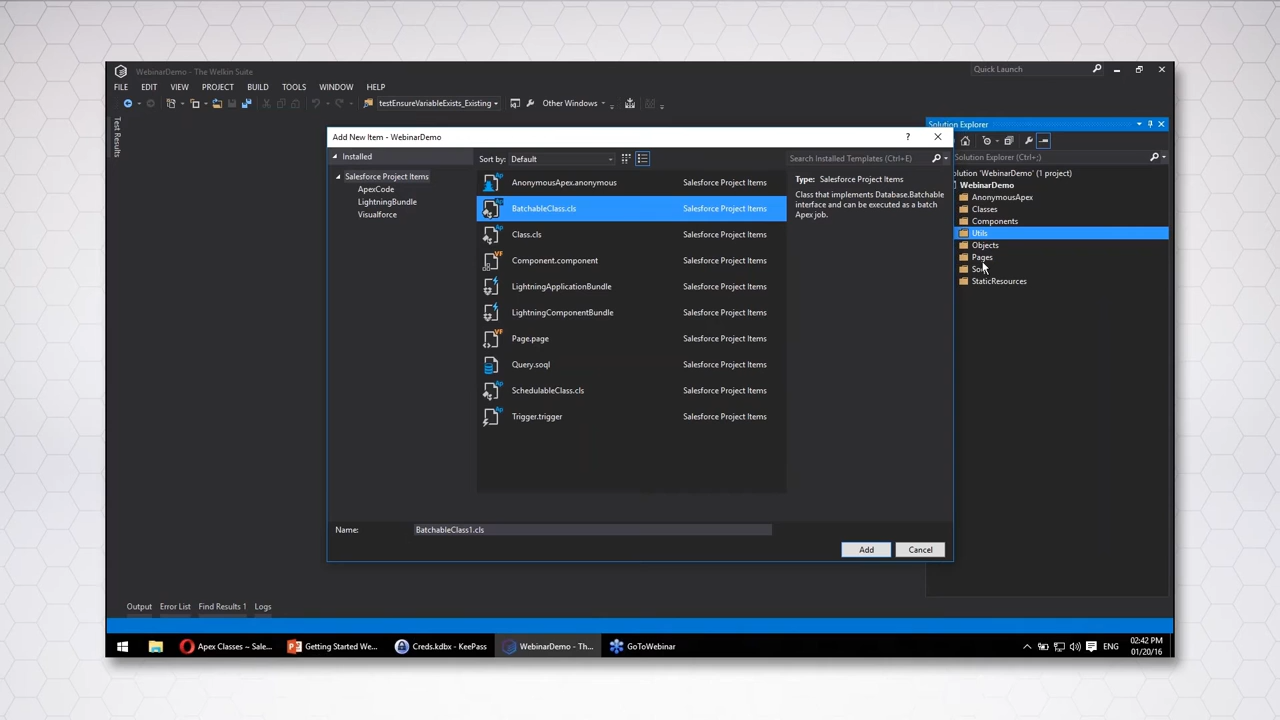 WebinarDemo - The Welkin Suite
Quick Launch
FILE EDIT VIEW PROJECT BUILD TOOLS WINDOW HELP
testEnsureVariableExists_Existing
Other Windows
Test Results
Solution Explorer
Add New Item - WebinarDemo
?
Installed
Sort by: Default
Search Installed Templates (Ctrl+E)
Solution Explorer (Ctrl+;)
Salesforce Project Items
ApexCode
LightningBundle
Visualforce
AnonymousApex.anonymous Salesforce Project Items
BatchableClass.cls Salesforce Project Items
Class.cls Salesforce Project Items
Component.component Salesforce Project Items
LightningApplicationBundle Salesforce Project Items
LightningComponentBundle Salesforce Project Items
Page.page Salesforce Project Items
Query.soql Salesforce Project Items
SchedulableClass.cls Salesforce Project Items
Trigger.trigger Salesforce Project Items
Type: Salesforce Project Items
Class that implements Database.Batchable
interface and can be executed as a batch
Apex job.
olution 'WebinarDemo' (1 project)
WebinarDemo
AnonymousApex
Classes
Components
Utils
Objects
Pages
StaticResources
Name: BatchableClass1.cls
Add Cancel
Output Error List Find Results 1 Logs
Apex Classes ~ Sale...
Getting Started We...
Creds.kdbx - KeePass
WebinarDemo - Th...
GoToWebinar
ENG
02:42 PM
01/20/16